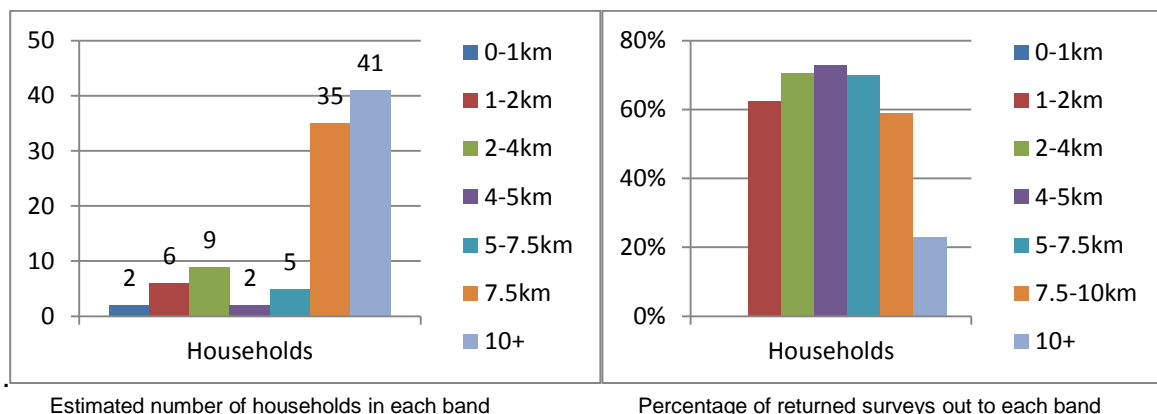 50
40
30
20
10
0
2
6
9
2
5
35
41
Households
0-1km
1-2km
2-4km
4-5km
5-7.5km
7.5km
10+
80%
60%
40%
20%
0%
Households
0-1km
1-2km
2-4km
4-5km
5-7.5km
7.5-10km
10+
.
Estimated number of households in each band
Percentage of returned surveys out to each band